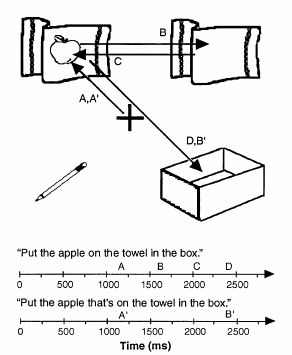 B
C
A,A'
D,B'
"Put the apple on the towel in the box."
A B C D
0 500 1000 1500 2000 2500
"Put the apple that's on the towel in the box."
A' B'
0 500 1000 1500 2000 2500
Time (ms)